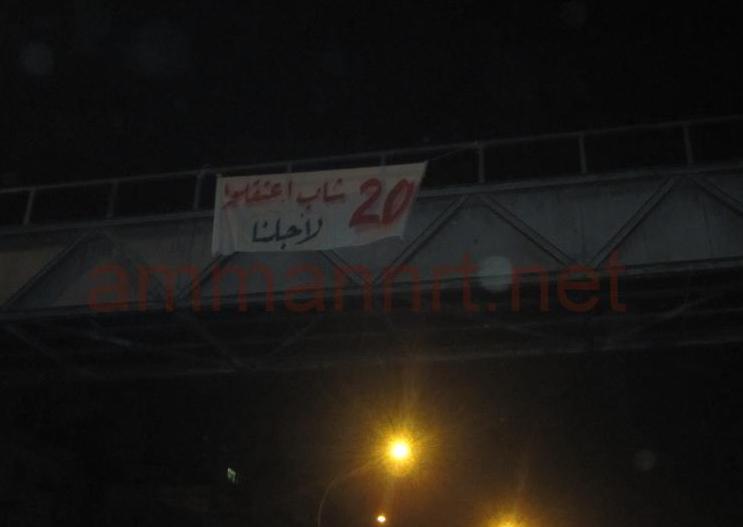 20 شاب اعتقلوا
لأجلنا
ammannrt.net